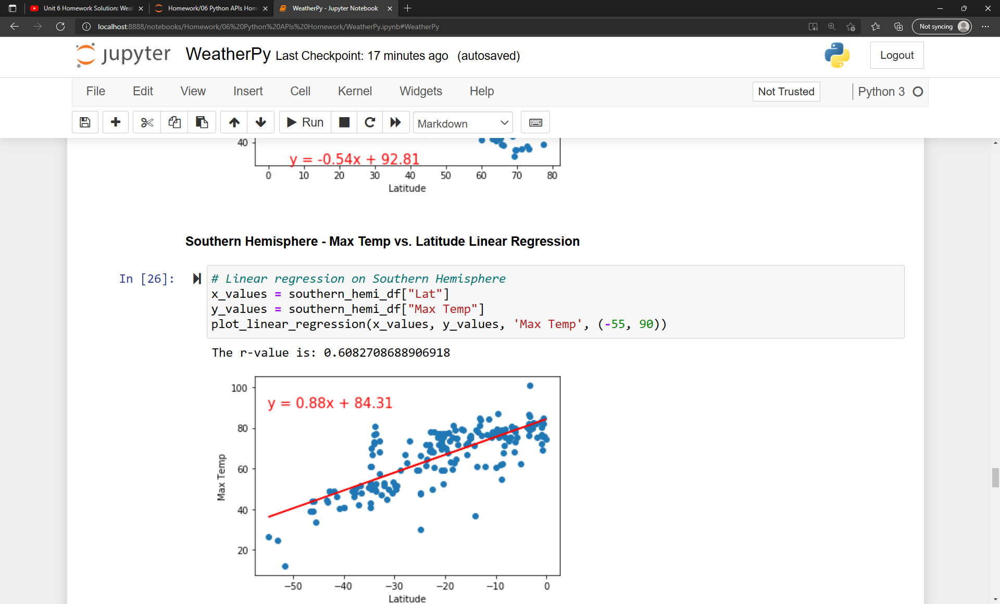 Unit 6 Homework Solution: Wea
Homework/06 Python APIs Hom
WeatherPy - Jupyter Notebook
localhost:8888/notebooks/Homework/06%20Python%20APIs%20Homework/WeatherPy.ipynb#WeatherPy
Not syncing
jupyter WeatherPy Last Checkpoint: 17 minutes ago (autosaved)
Logout
File Edit View Insert Cell Kernel Widgets Help
Not Trusted
Python 3
Run
Markdown
40
y = -0.54x + 92.81
0 10 20 30 40 50 60 70 80
Latitude
Southern Hemisphere - Max Temp vs. Latitude Linear Regression
In [26]:
# Linear regression on Southern Hemisphere
x_values = southern_hemi_df["Lat"]
y_values = southern_hemi_df["Max Temp"]
plot_linear_regression(x_values, y_values, 'Max Temp', (-55, 90))
The r-value is: 0.6082708688906918
100
y = 0.88x + 84.31
80
60
40
20
Max Temp
−50 −40 −30 −20 −10 0
Latitude